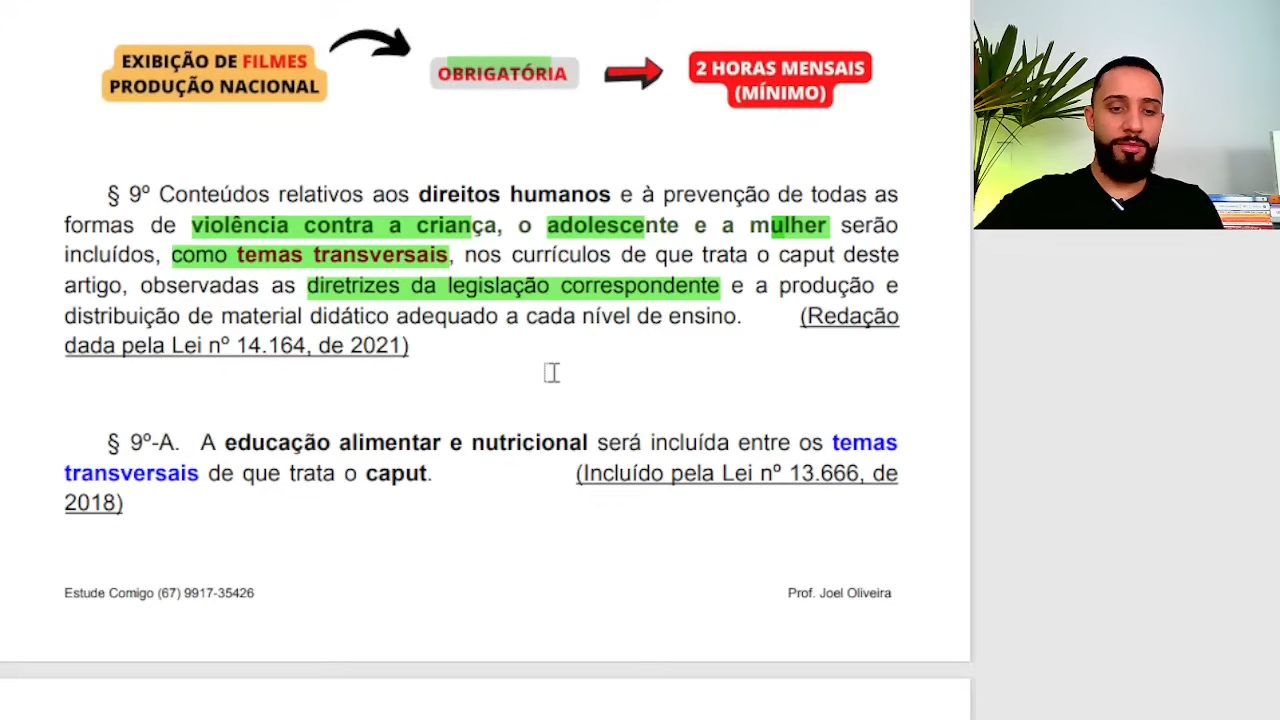 EXIBIÇÃO DE FILMES
PRODUÇÃO NACIONAL
OBRIGATÓRIA
2 HORAS MENSAIS
(MÍNIMO)
§ 9º Conteúdos relativos aos direitos humanos e à prevenção de todas as
formas de violência contra a criança, o adolescente e a mulher serão
incluídos, como temas transversais, nos currículos de que trata o caput deste
artigo, observadas as diretrizes da legislação correspondente e a produção e
distribuição de material didático adequado a cada nível de ensino. (Redação
dada pela Lei nº 14.164, de 2021)
§ 9º-A. A educação alimentar e nutricional será incluída entre os temas
transversais de que trata o caput. (Incluído pela Lei nº 13.666, de
2018)
Estude Comigo (67) 9917-35426 Prof. Joel Oliveira